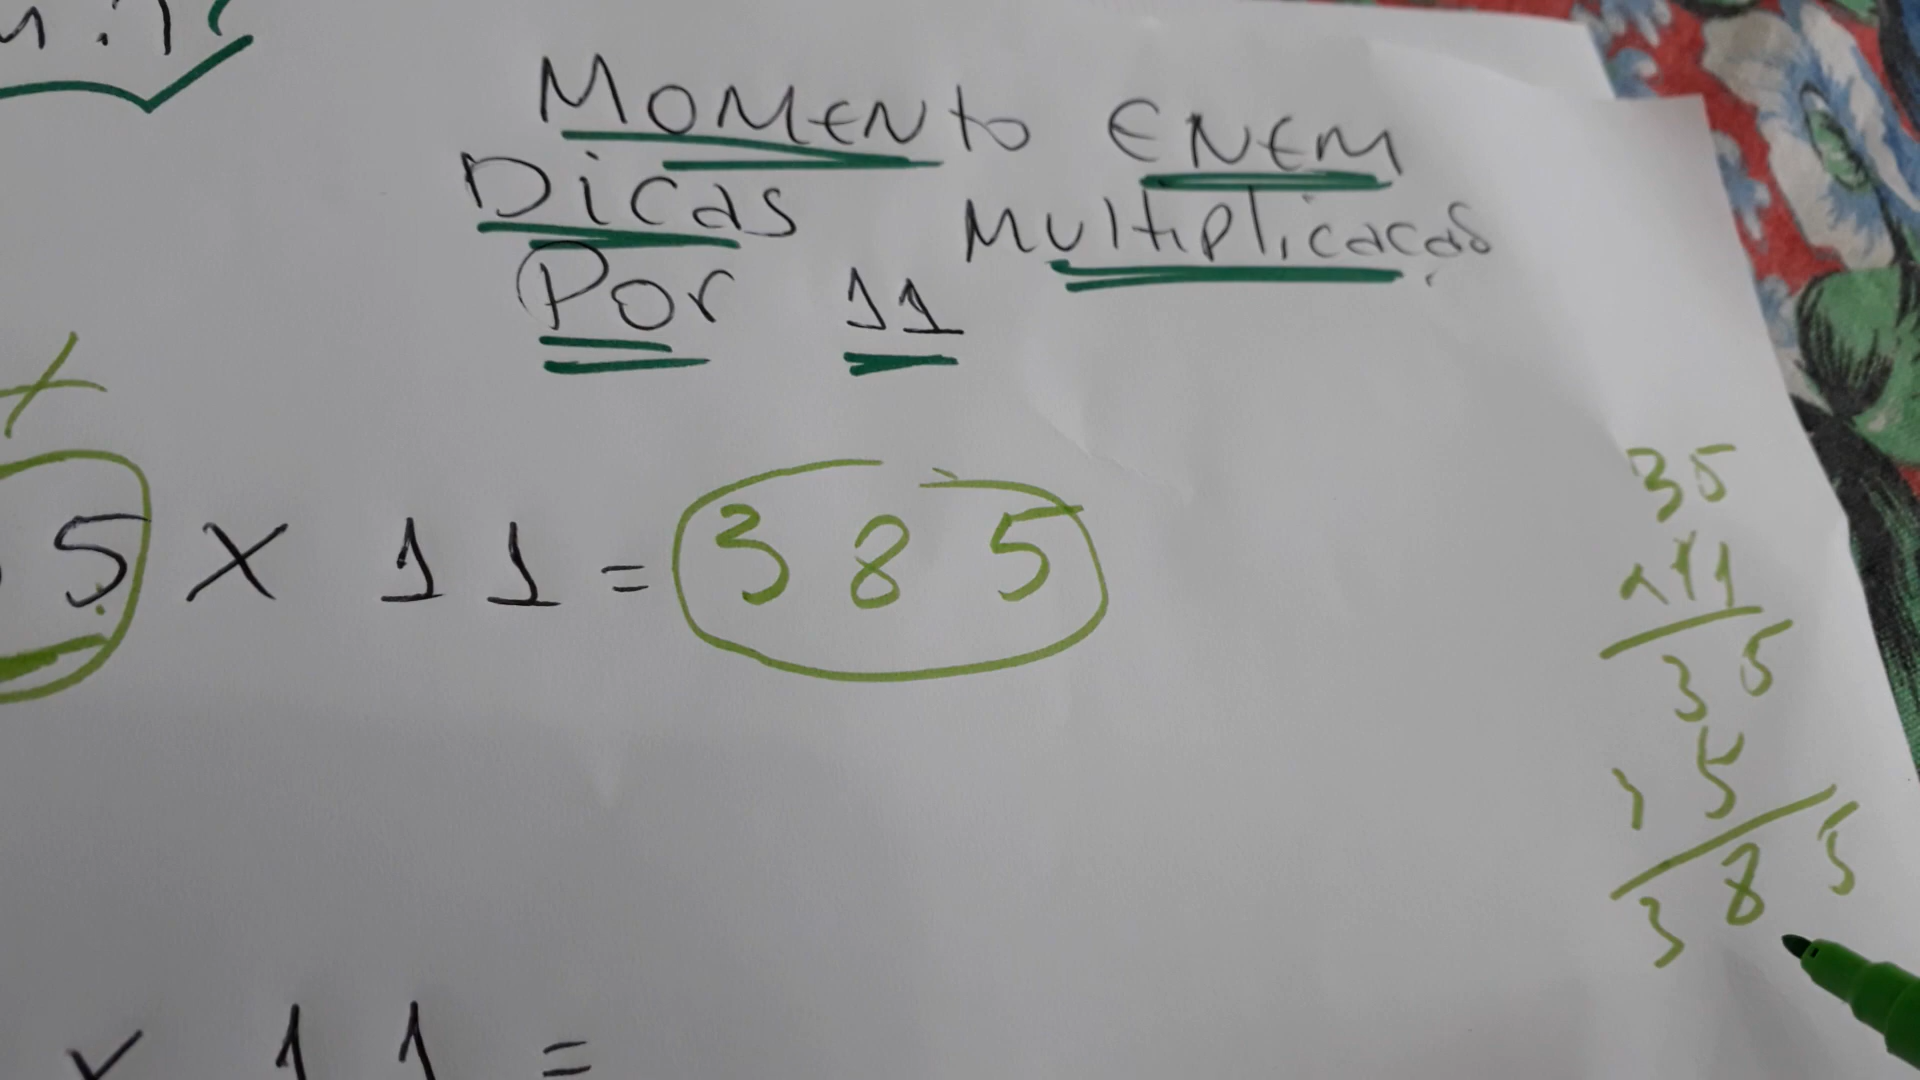 Momento ENEM
Dicas Multiplicação
Por 11
+
5 x 11 = 385
35
x11
35
35
385
x 11 =